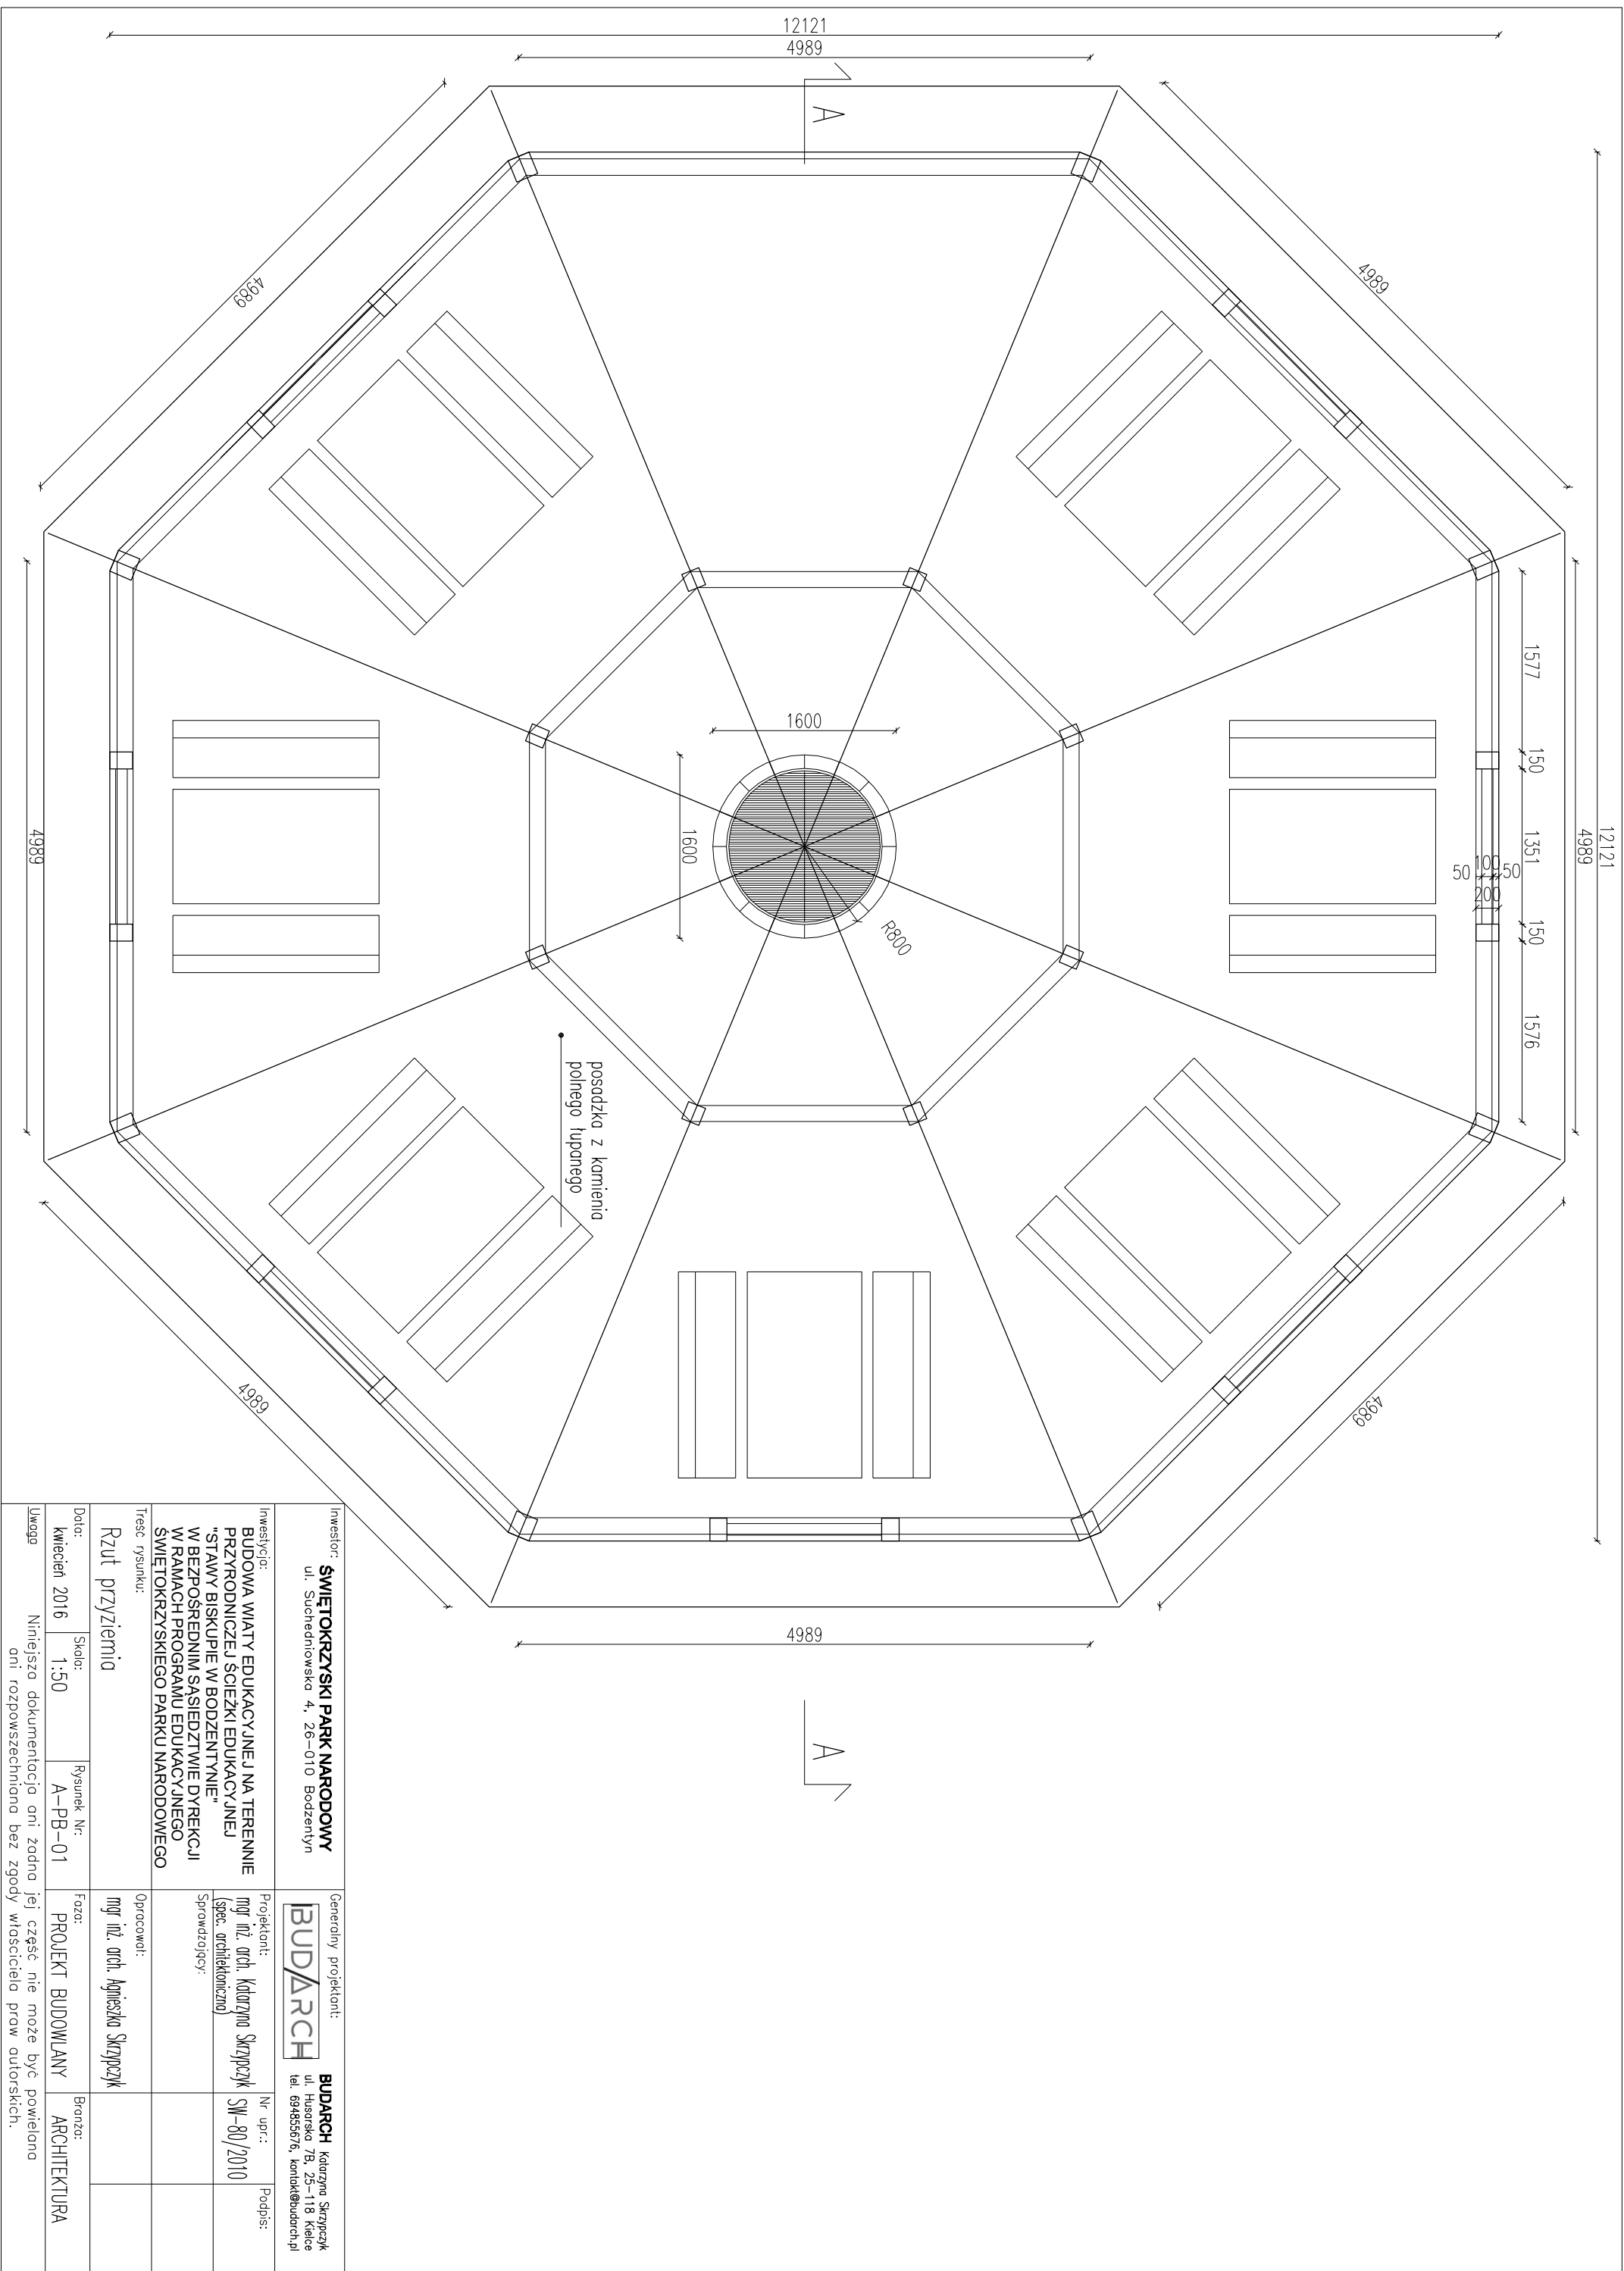 12121
4989
A
4989
4989
12121
4989
1577
150
1351
150
1576
50
100
50
200
1600
1600
R800
4989
posadzka z kamienia
polnego łupanego
4989
4989
4989
A
Inwestor:
ŚWIĘTOKRZYSKI PARK NARODOWY
ul. Suchedniowska 4, 26-010 Bodzentyn
Generalny projektant:
BUDARCH
BUDARCH Katarzyna Skrzypczyk
ul. Husarska 7B, 25-118 Kielce
tel. 694855676, kontakt@budarch.pl
Inwestycja:
BUDOWA WIATY EDUKACYJNEJ NA TERENNIE
PRZYRODNICZEJ ŚCIEŻKI EDUKACYJNEJ
"STAWY BISKUPIE W BODZENTYNIE"
W BEZPOŚREDNIM SĄSIEDZTWIE DYREKCJI
W RAMACH PROGRAMU EDUKACYJNEGO
ŚWIĘTOKRZYSKIEGO PARKU NARODOWEGO
Projektant:
mgr inż. arch. Katarzyna Skrzypczyk
(spec. architektoniczna)
Nr upr.:
SW-80/2010
Podpis:
Sprawdzający:
Treść rysunku:
Rzut przyziemia
Opracował:
mgr inż. arch. Agnieszka Skrzypczyk
Data:
kwiecień 2016
Skala:
1:50
Rysunek Nr:
A-PB-01
Faza:
PROJEKT BUDOWLANY
Branża:
ARCHITEKTURA
Uwaga
Niniejsza dokumentacja ani żadna jej część nie może być powielana
ani rozpowszechniana bez zgody właściciela praw autorskich.